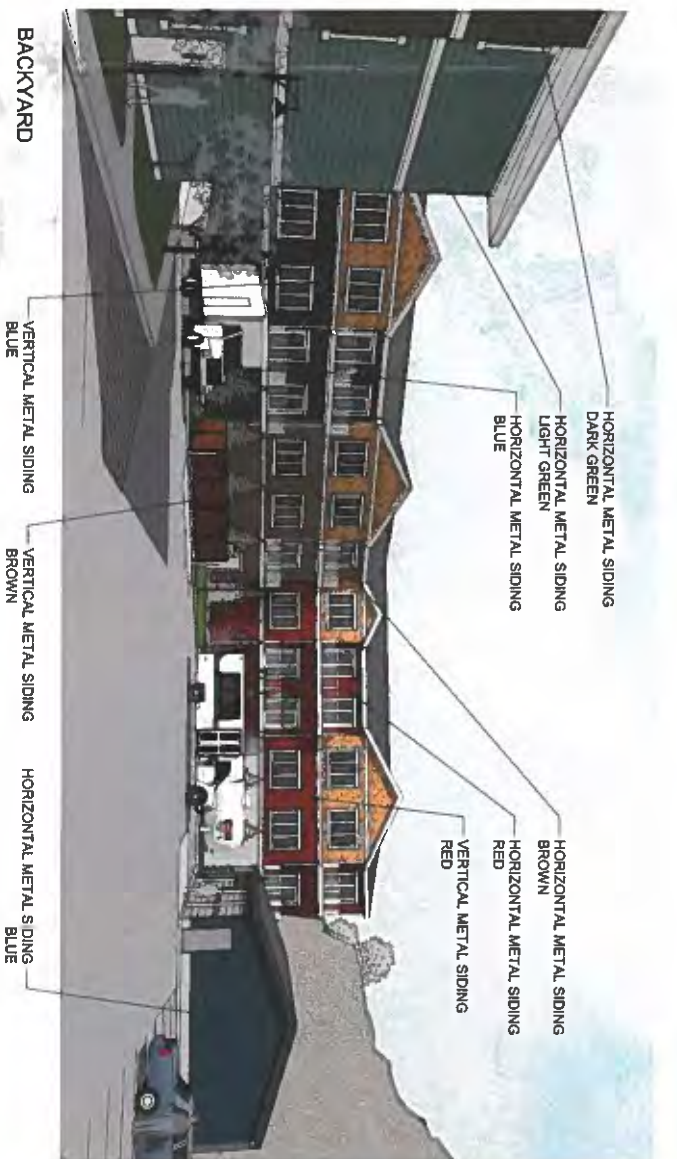 HORIZONTAL METAL SIDING
DARK GREEN
HORIZONTAL METAL SIDING
LIGHT GREEN
HORIZONTAL METAL SIDING
BLUE
HORIZONTAL METAL SIDING
BROWN
HORIZONTAL METAL SIDING
RED
VERTICAL METAL SIDING
RED
VERTICAL METAL SIDING
BLUE
VERTICAL METAL SIDING
BROWN
HORIZONTAL METAL SIDING
BLUE
BACKYARD